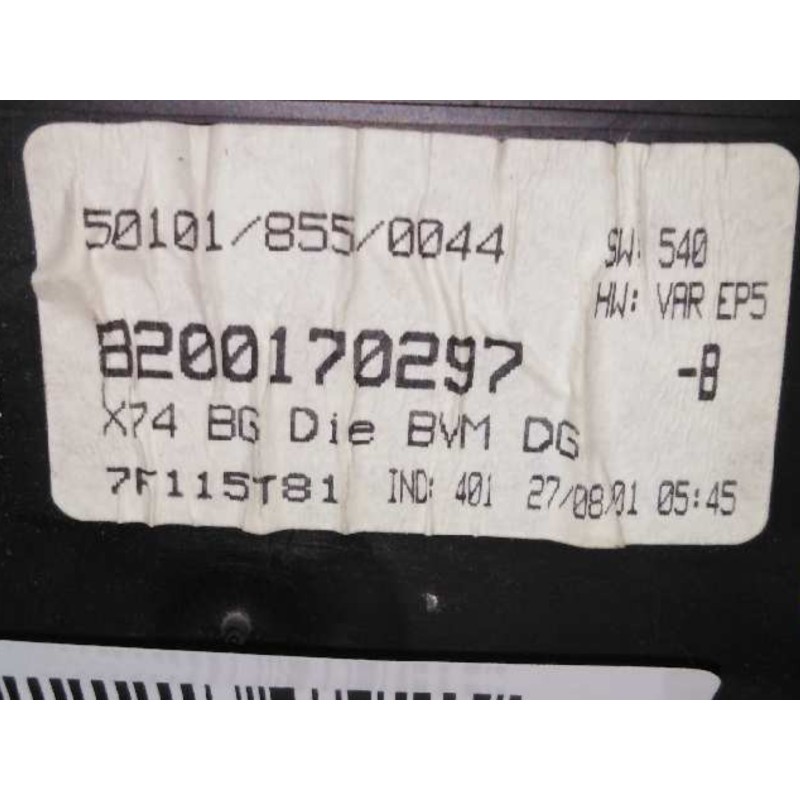 50101/855/0044
SW: 540
HW: VAR EP5
8200170297 -B
X74 BG Die BVM DG
7F115T81 IND: 401 27/08/01 05:45